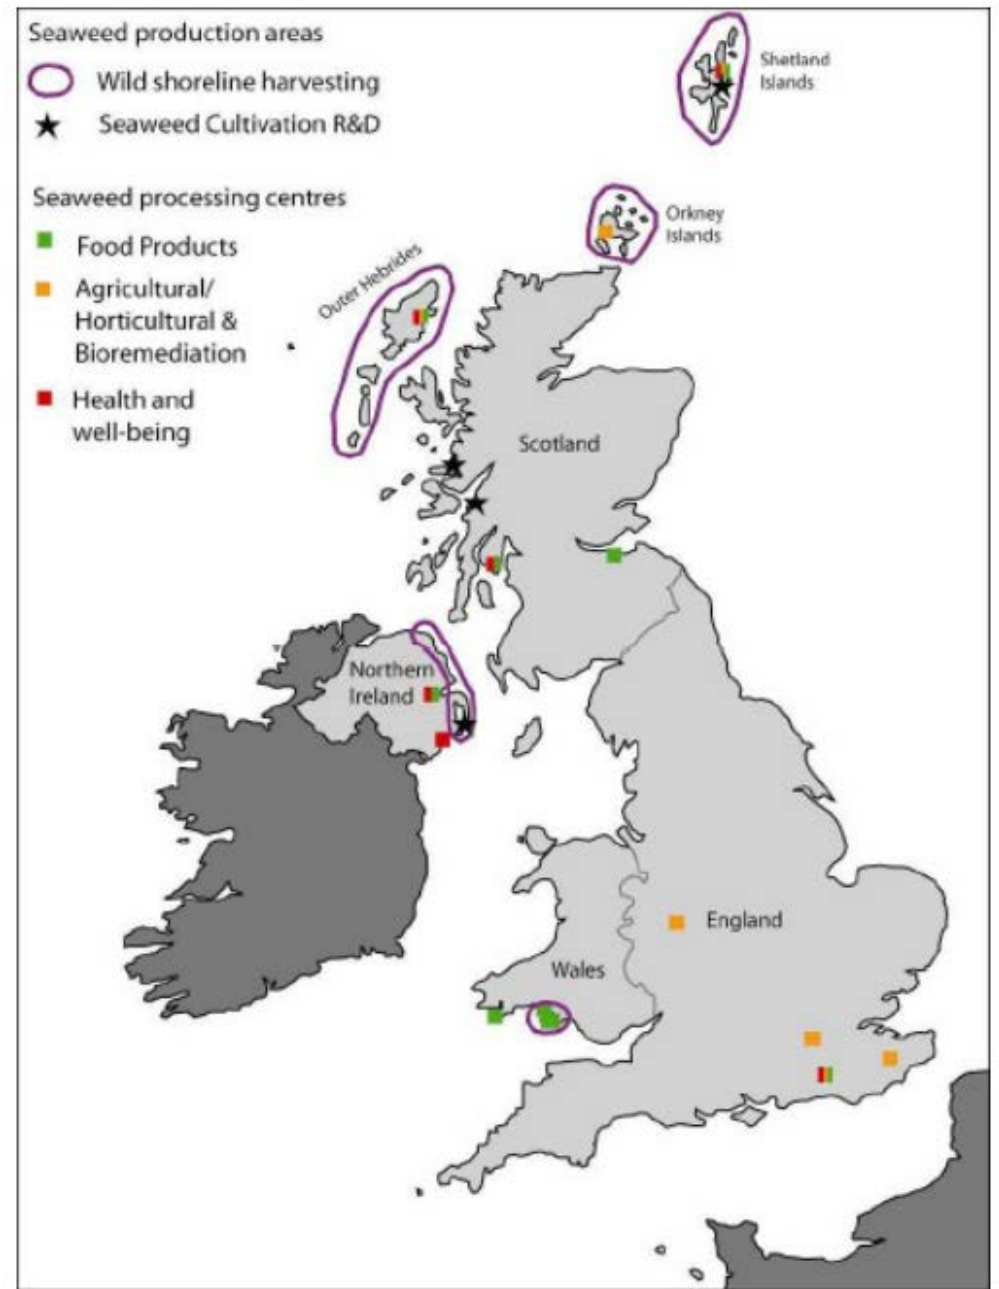 Seaweed production areas
Wild shoreline harvesting
Seaweed Cultivation R&D
Seaweed processing centres
Food Products
Agricultural/
Horticultural &
Bioremediation
Health and
well-being
Shetland
Islands
Orkney
Islands
Outer Hebrides
Scotland
Northern
Ireland
England
Wales